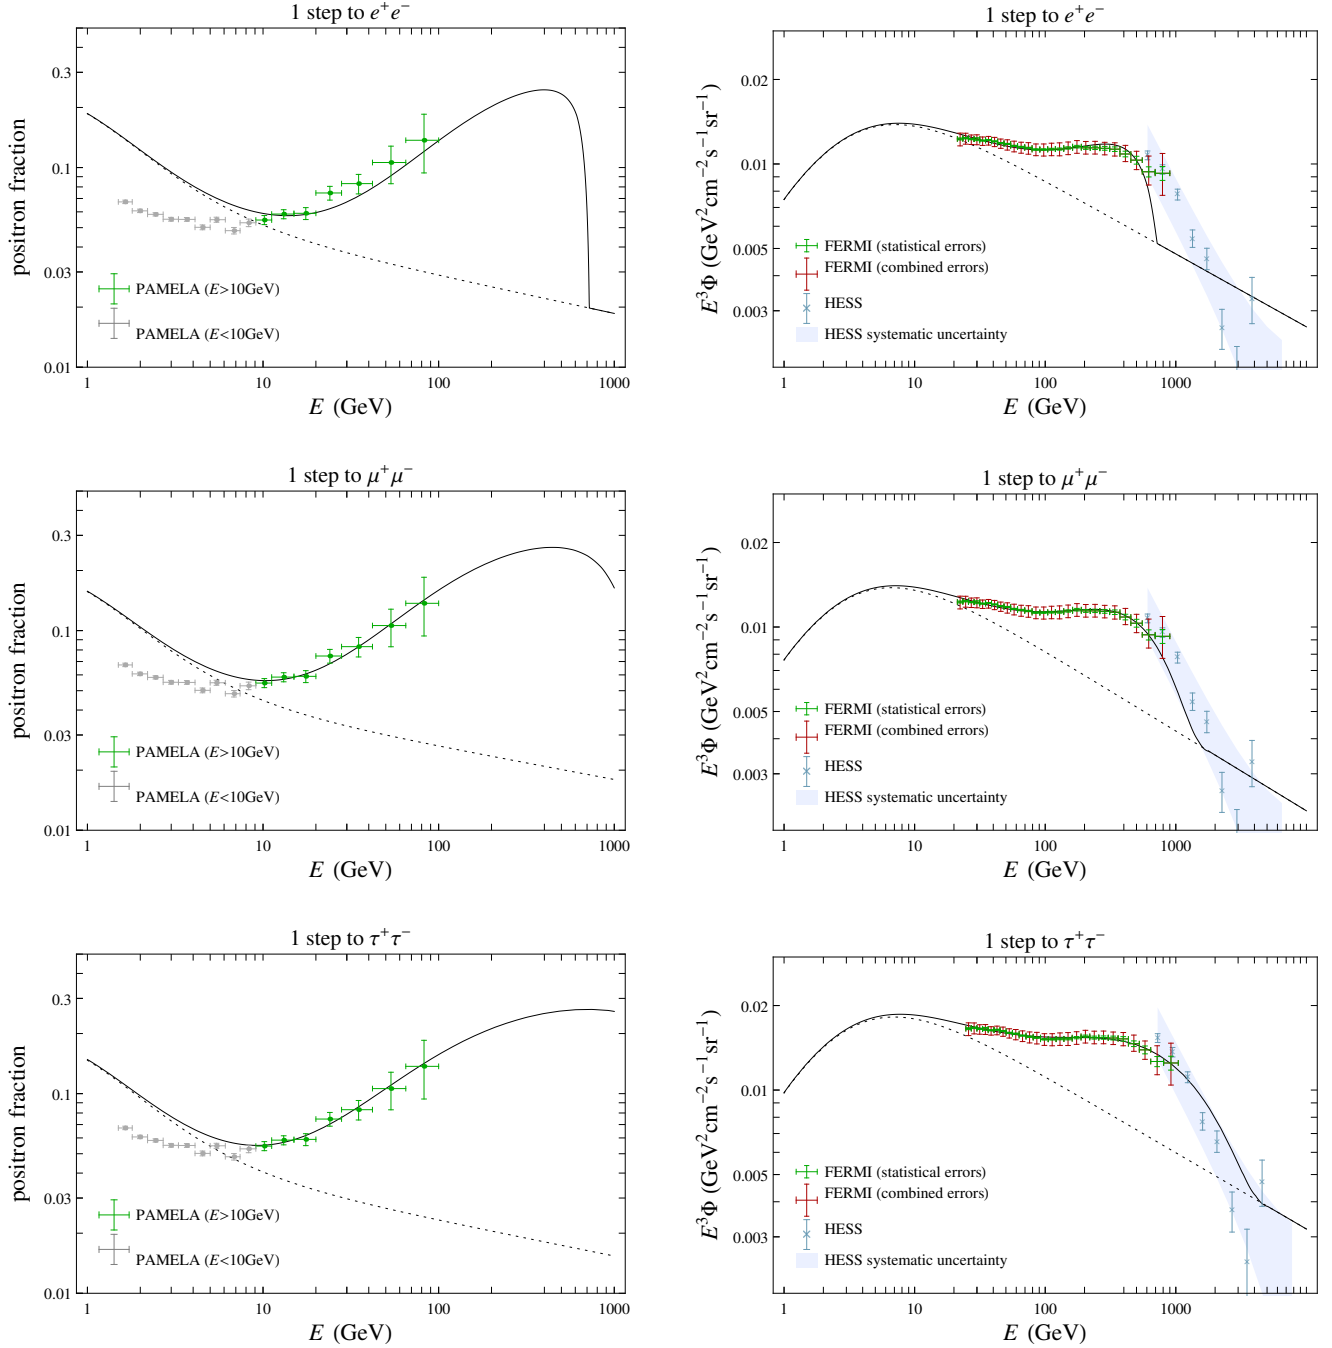 1 step to e⁺e⁻
positron fraction
0.3
0.1
0.03
0.01
PAMELA (E>10GeV)
PAMELA (E<10GeV)
1 10 100 1000
E (GeV)
1 step to e⁺e⁻
E³Φ (GeV²cm⁻²s⁻¹sr⁻¹)
0.02
0.01
0.005
0.003
FERMI (statistical errors)
FERMI (combined errors)
HESS
HESS systematic uncertainty
1 10 100 1000
E (GeV)
1 step to μ⁺μ⁻
positron fraction
0.3
0.1
0.03
0.01
PAMELA (E>10GeV)
PAMELA (E<10GeV)
1 10 100 1000
E (GeV)
1 step to μ⁺μ⁻
E³Φ (GeV²cm⁻²s⁻¹sr⁻¹)
0.02
0.01
0.005
0.003
FERMI (statistical errors)
FERMI (combined errors)
HESS
HESS systematic uncertainty
1 10 100 1000
E (GeV)
1 step to τ⁺τ⁻
positron fraction
0.3
0.1
0.03
0.01
PAMELA (E>10GeV)
PAMELA (E<10GeV)
1 10 100 1000
E (GeV)
1 step to τ⁺τ⁻
E³Φ (GeV²cm⁻²s⁻¹sr⁻¹)
0.02
0.01
0.005
0.003
FERMI (statistical errors)
FERMI (combined errors)
HESS
HESS systematic uncertainty
1 10 100 1000
E (GeV)